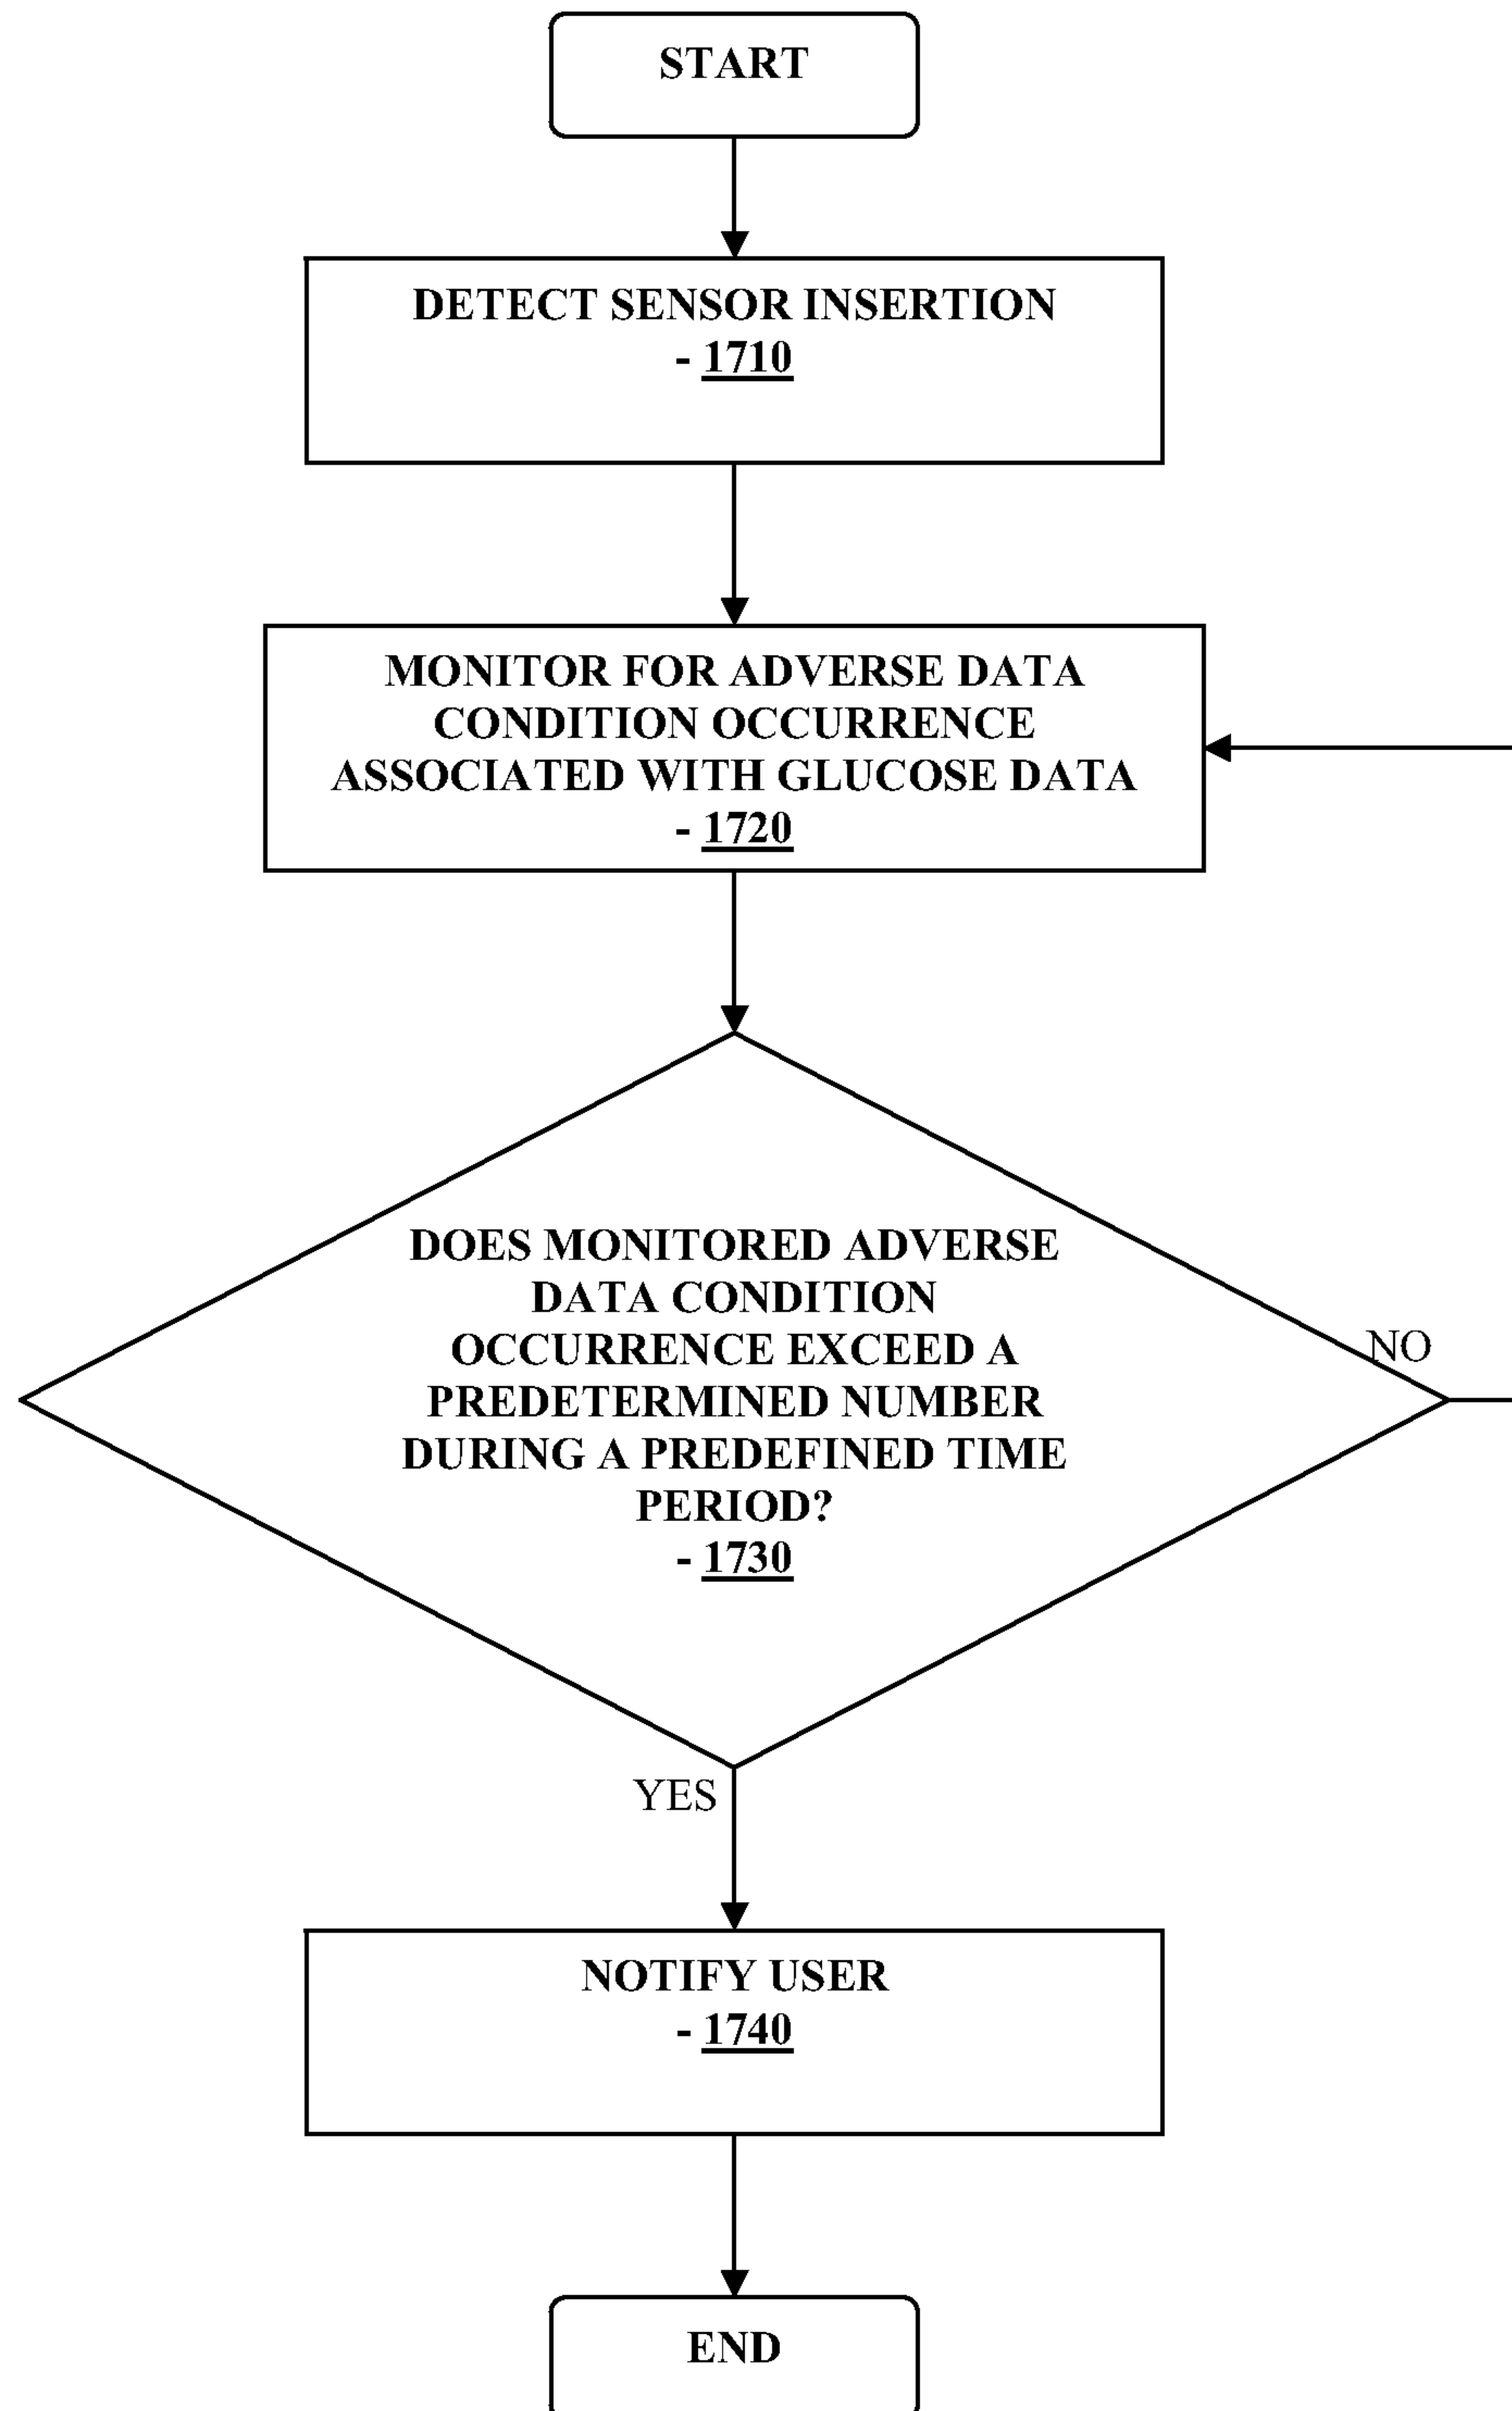 START
DETECT SENSOR INSERTION
- 1710
MONITOR FOR ADVERSE DATA
CONDITION OCCURRENCE
ASSOCIATED WITH GLUCOSE DATA
- 1720
DOES MONITORED ADVERSE
DATA CONDITION
OCCURRENCE EXCEED A
PREDETERMINED NUMBER
DURING A PREDEFINED TIME
PERIOD?
- 1730
NO
YES
NOTIFY USER
- 1740
END